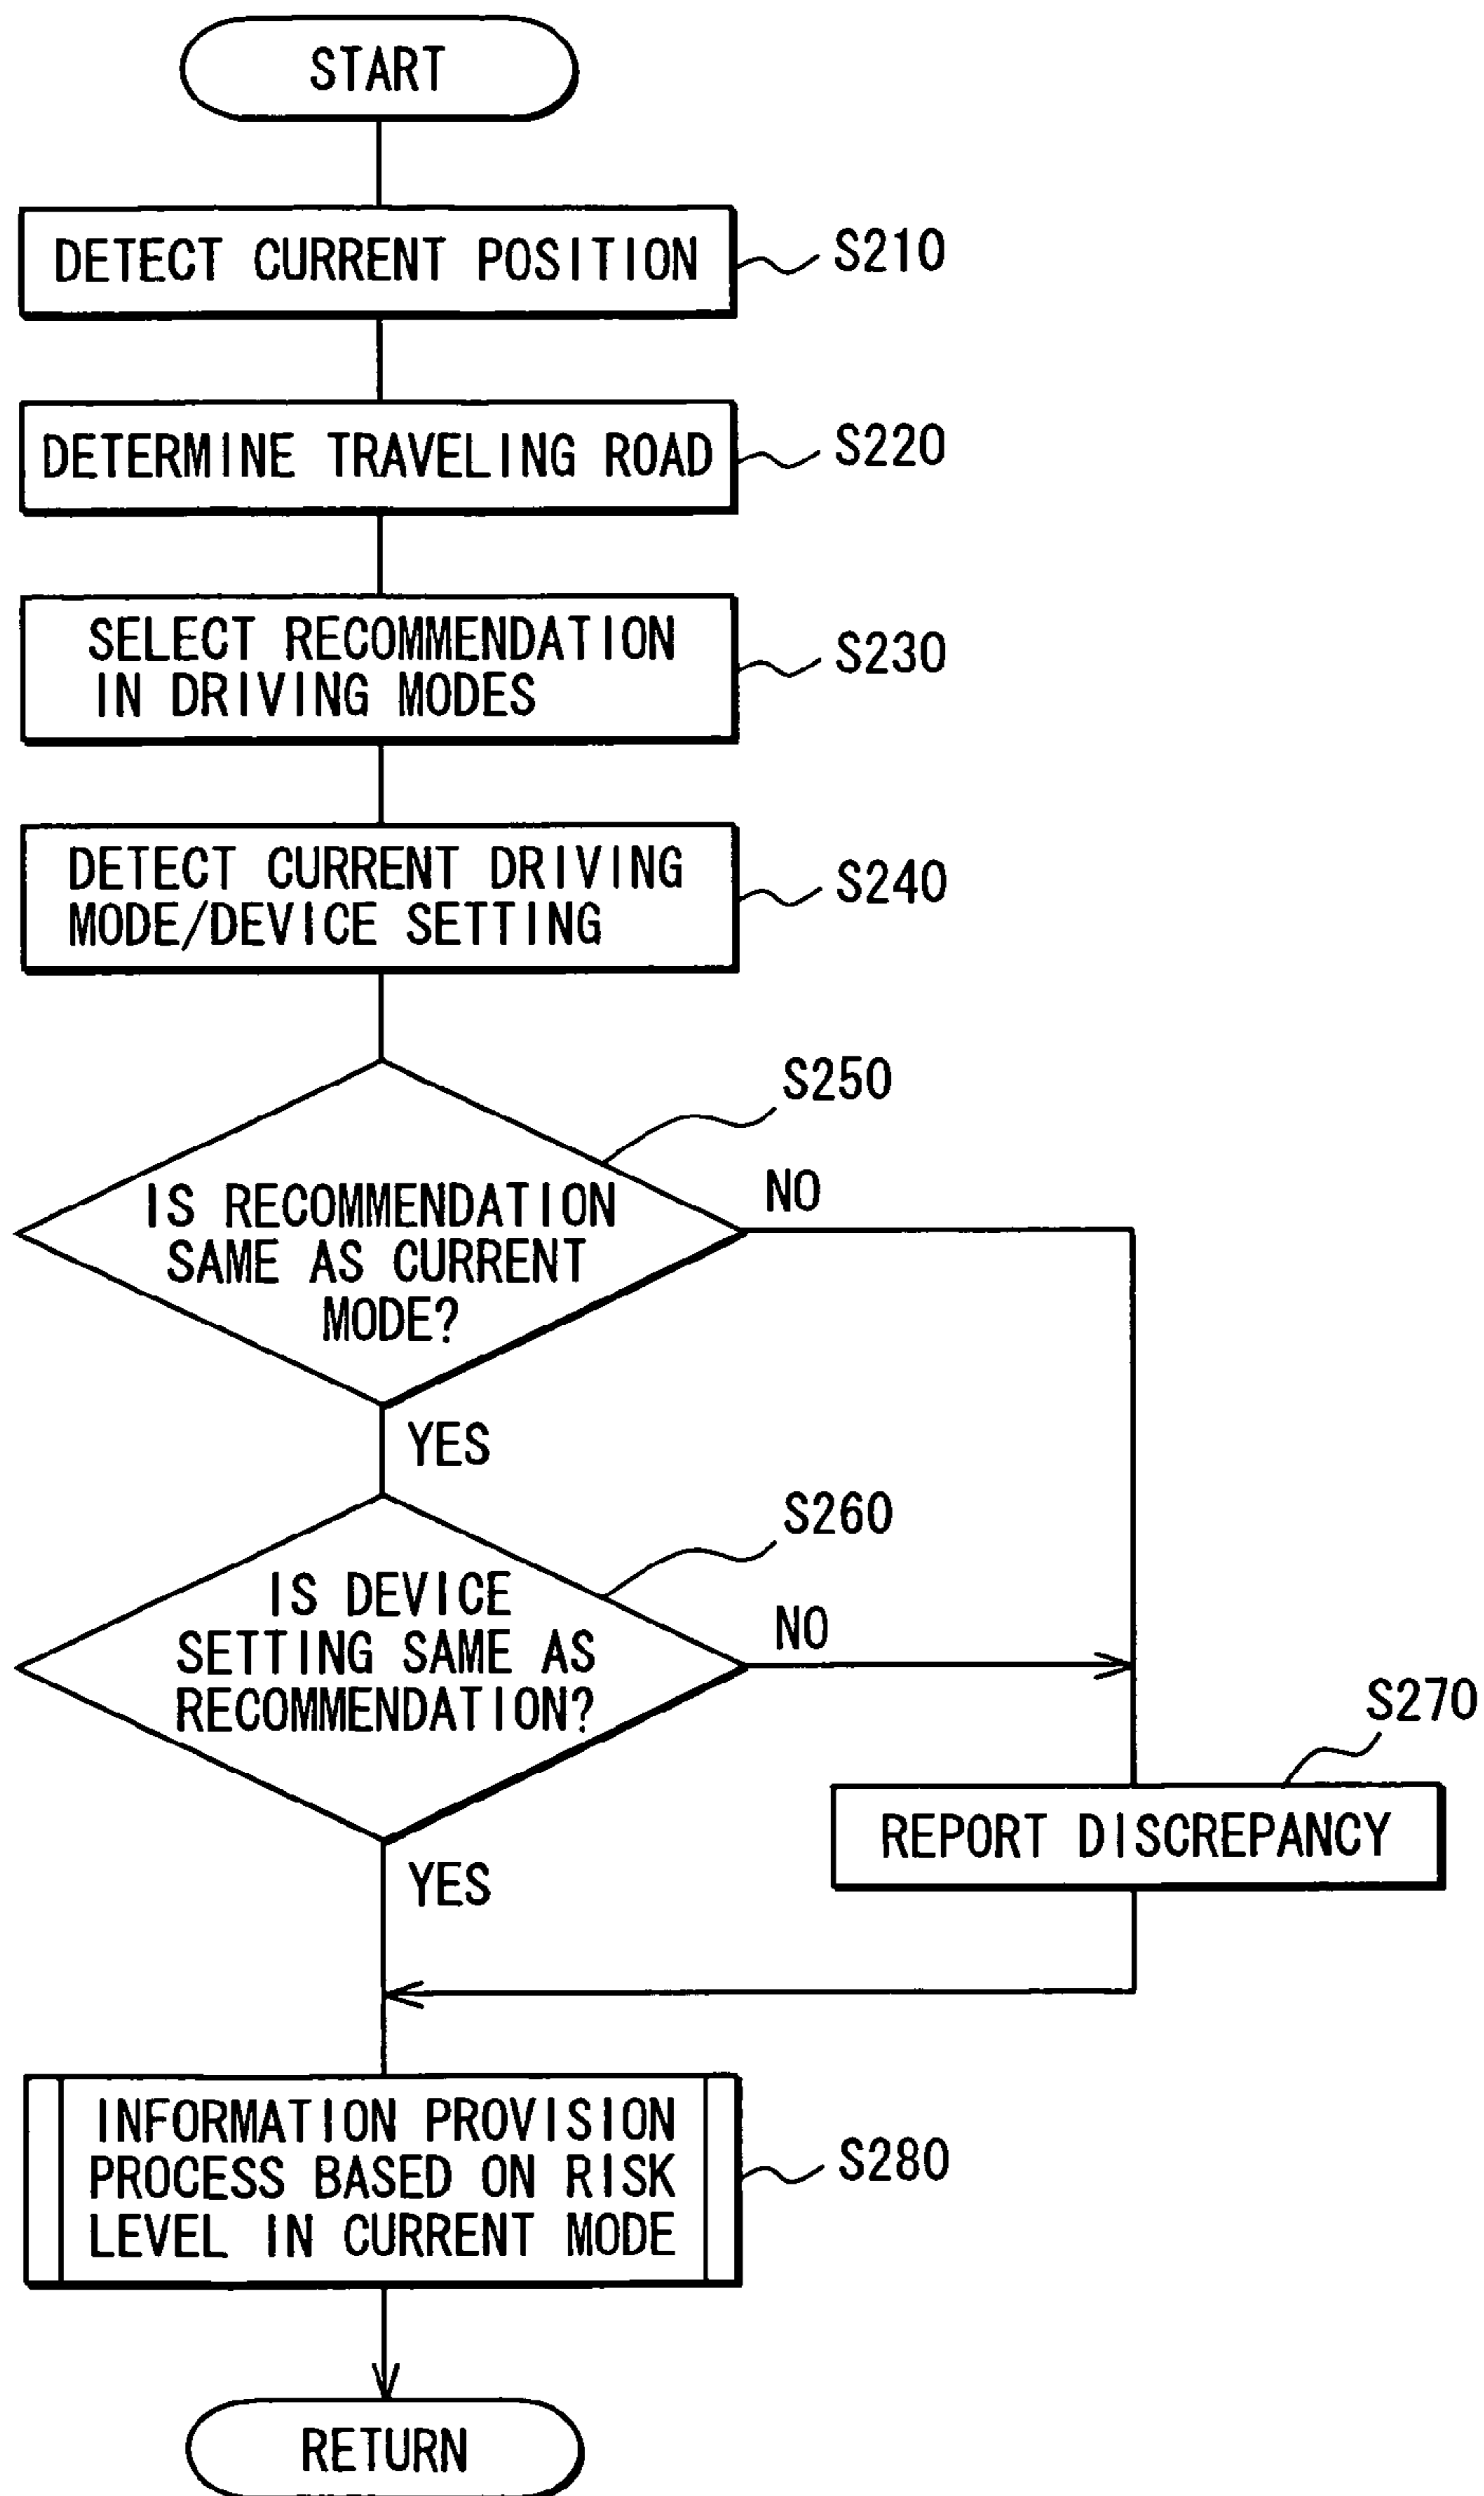 START
DETECT CURRENT POSITION
S210
DETERMINE TRAVELING ROAD
S220
SELECT RECOMMENDATION
IN DRIVING MODES
S230
DETECT CURRENT DRIVING
MODE/DEVICE SETTING
S240
S250
IS RECOMMENDATION
SAME AS CURRENT
MODE?
NO
YES
S260
IS DEVICE
SETTING SAME AS
RECOMMENDATION?
NO
YES
S270
REPORT DISCREPANCY
INFORMATION PROVISION
PROCESS BASED ON RISK
LEVEL IN CURRENT MODE
S280
RETURN